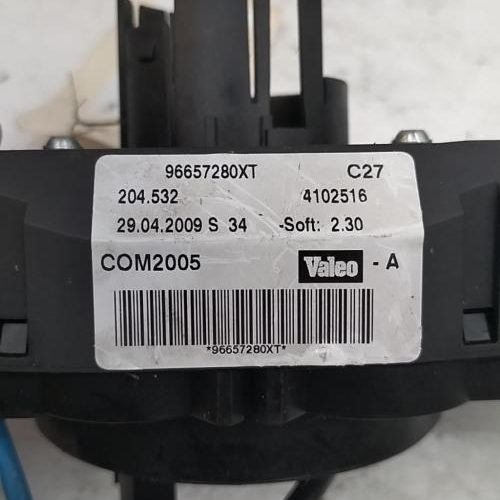 96657280XT C27
204.532 4102516
29.04.2009 S 34 -Soft: 2.30
COM2005 Valeo - A
*96657280XT*